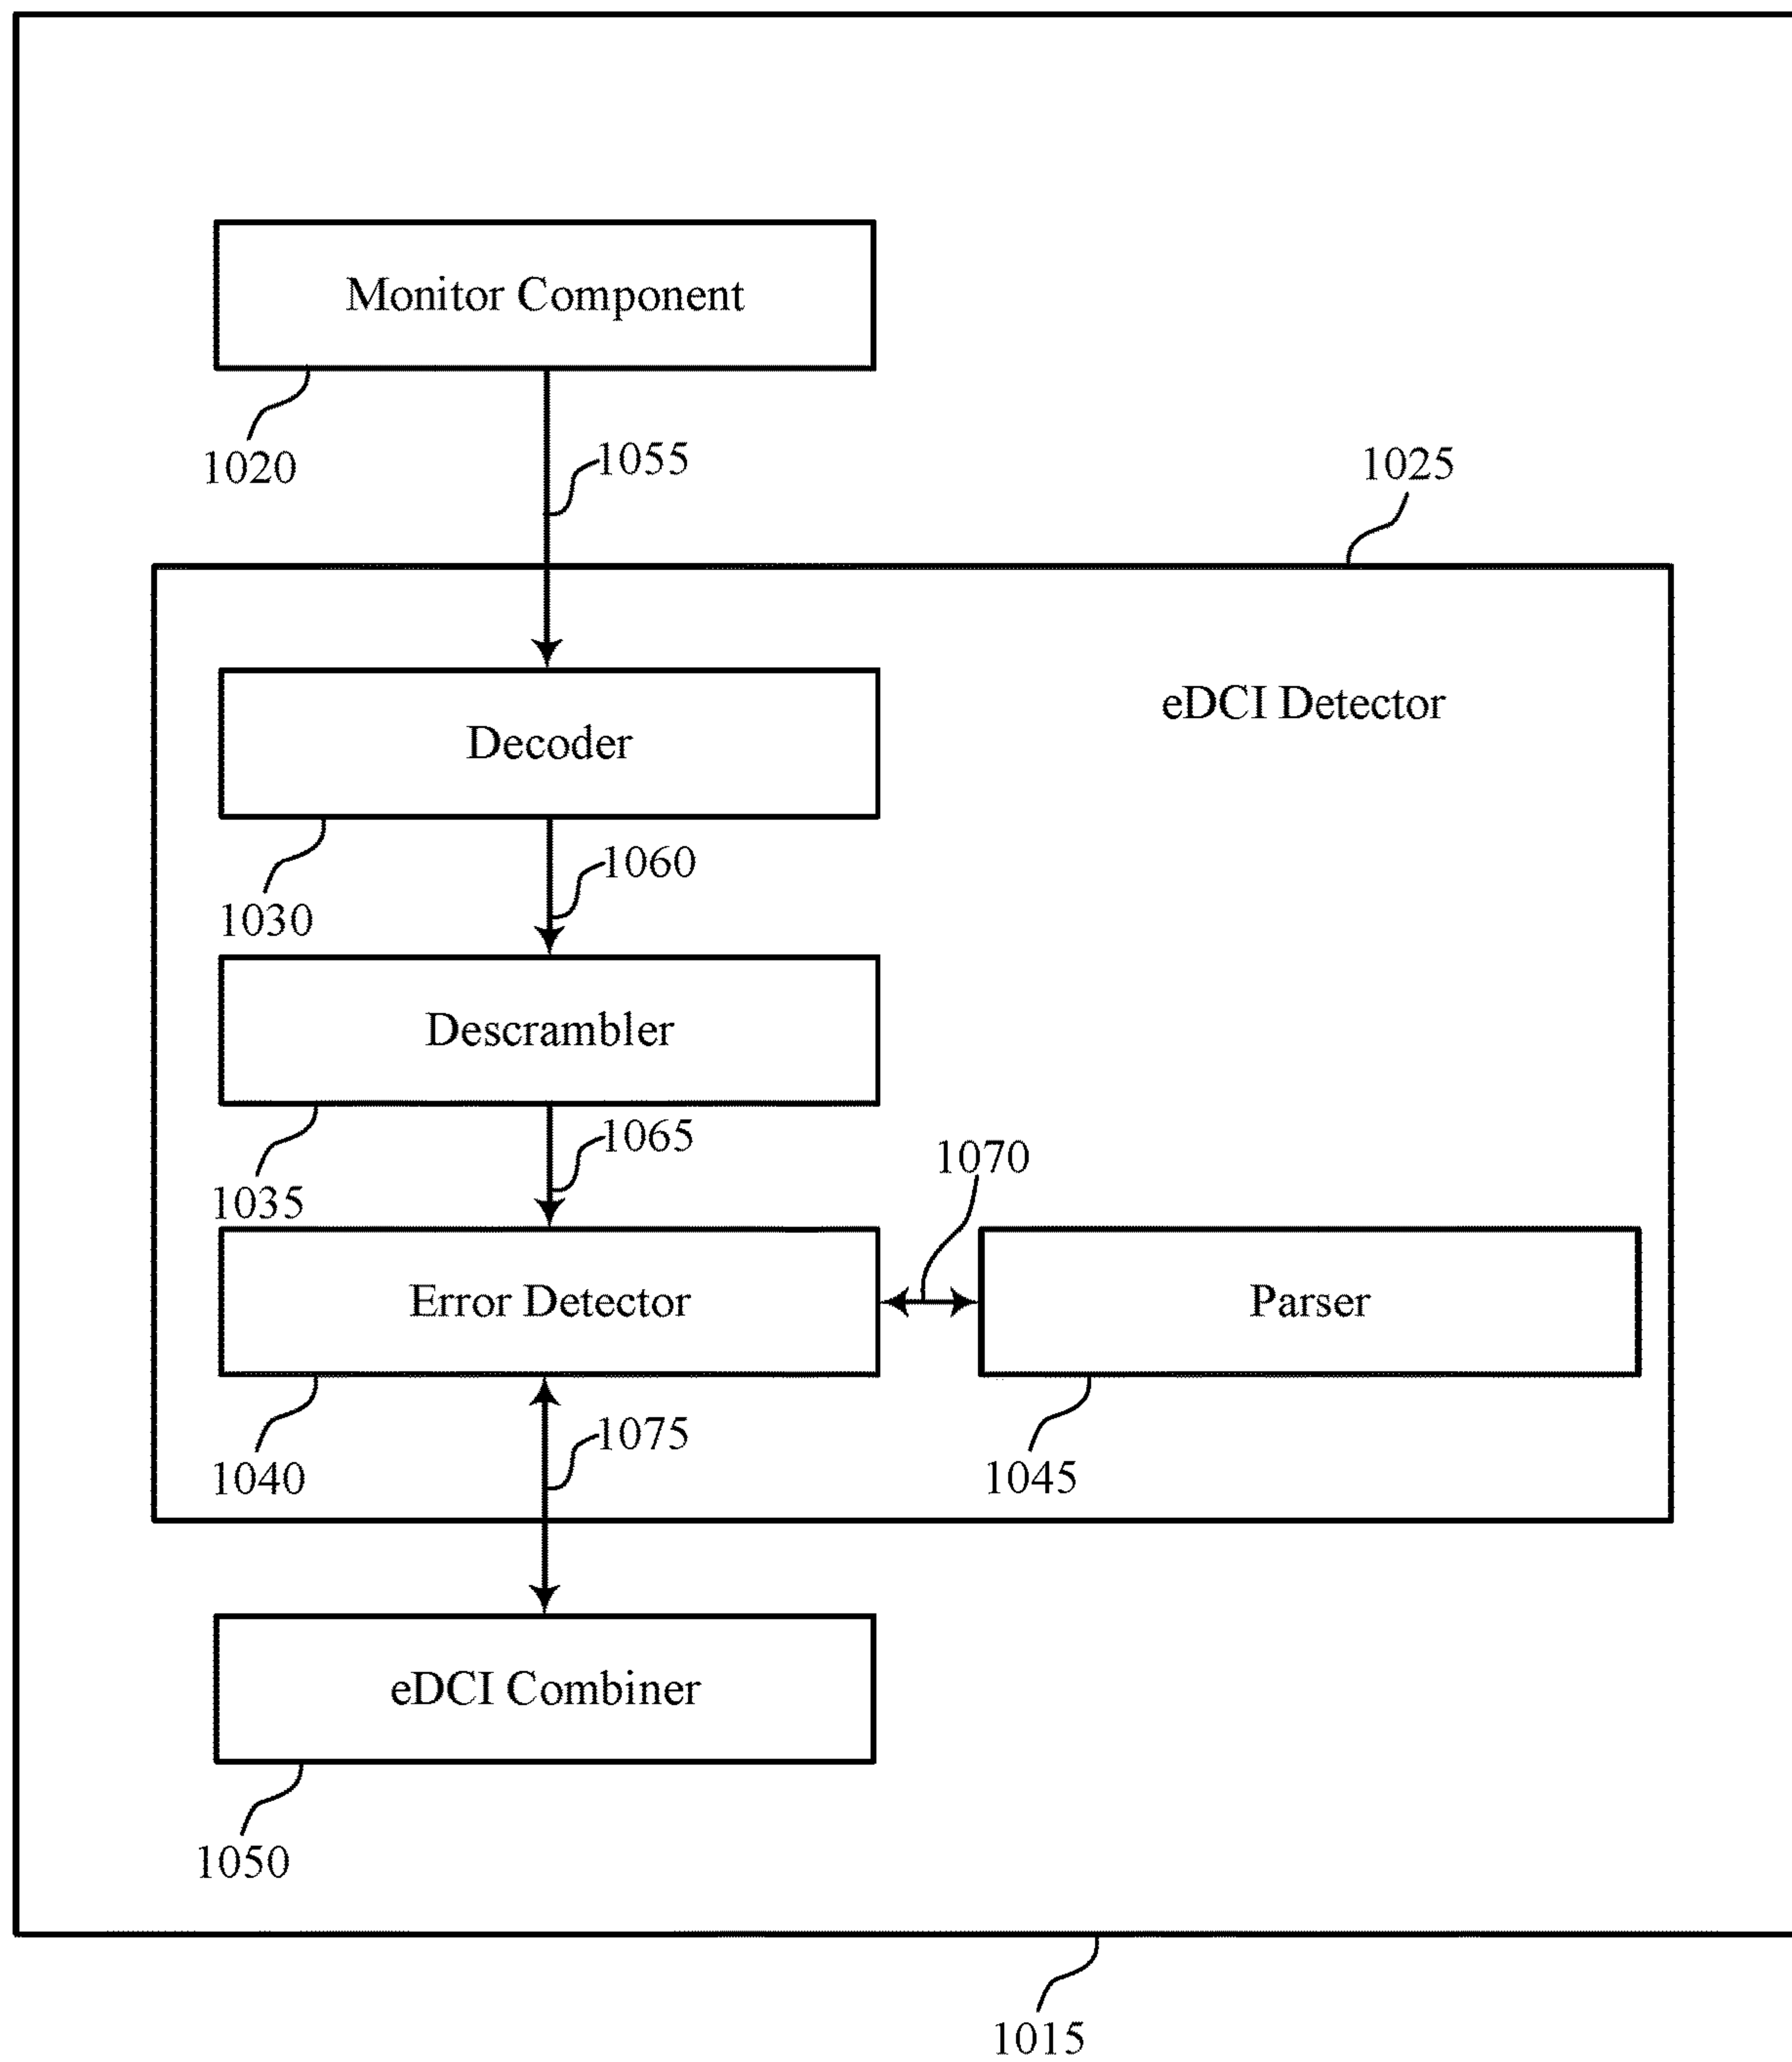 Monitor Component
1020
1055
1025
eDCI Detector
Decoder
1060
1030
Descrambler
1065
1070
1035
Error Detector
Parser
1075
1040
1045
eDCI Combiner
1050
1015